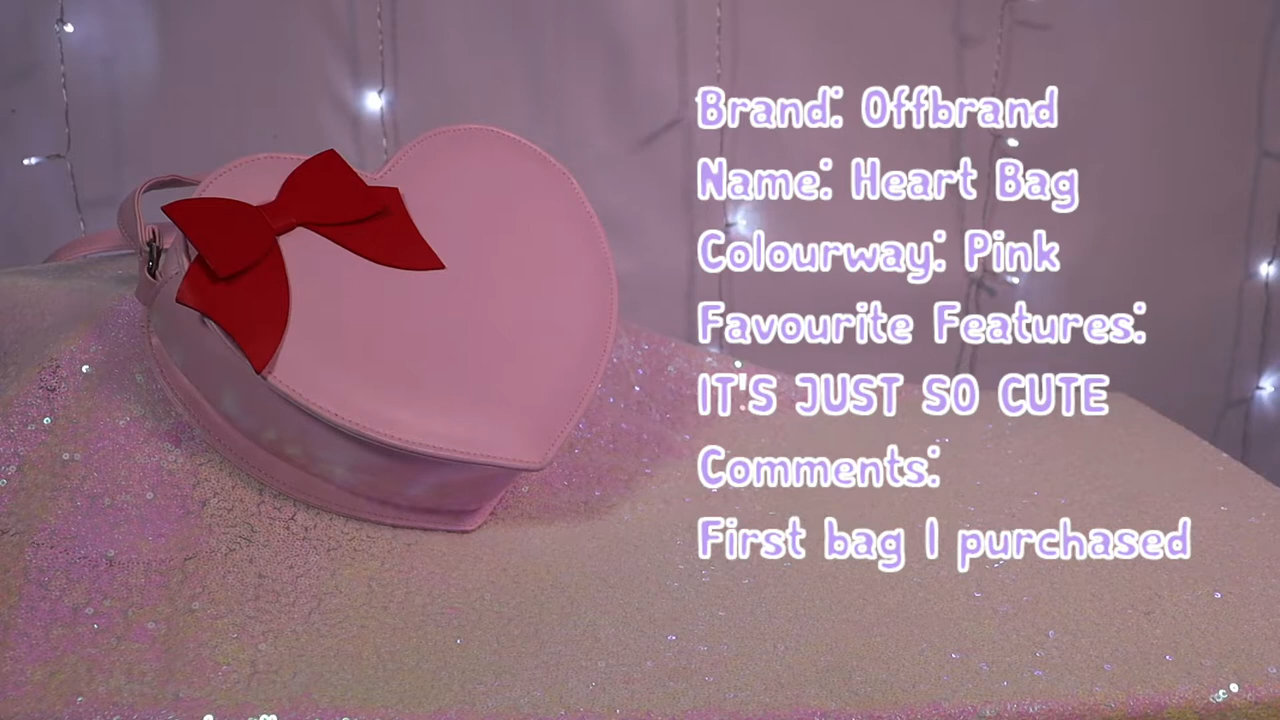 Brand: Offbrand
Name: Heart Bag
Colourway: Pink
Favourite Features:
IT'S JUST SO CUTE
Comments:
First bag I purchased